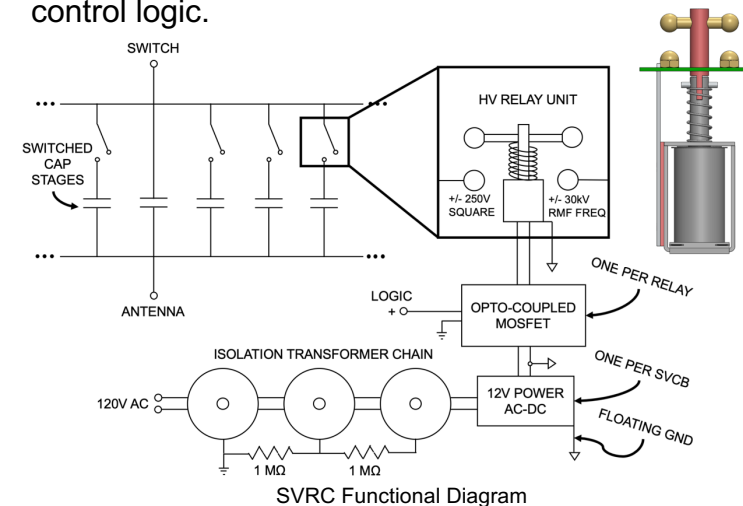 control logic.
SWITCH
SWITCHED
CAP
STAGES
ANTENNA
HV RELAY UNIT
+/- 250V
SQUARE
+/- 30kV
RMF FREQ
ONE PER RELAY
LOGIC
+
OPTO-COUPLED
MOSFET
ISOLATION TRANSFORMER CHAIN
ONE PER SVCB
120V AC
12V POWER
AC-DC
FLOATING GND
1 MΩ
1 MΩ
SVRC Functional Diagram